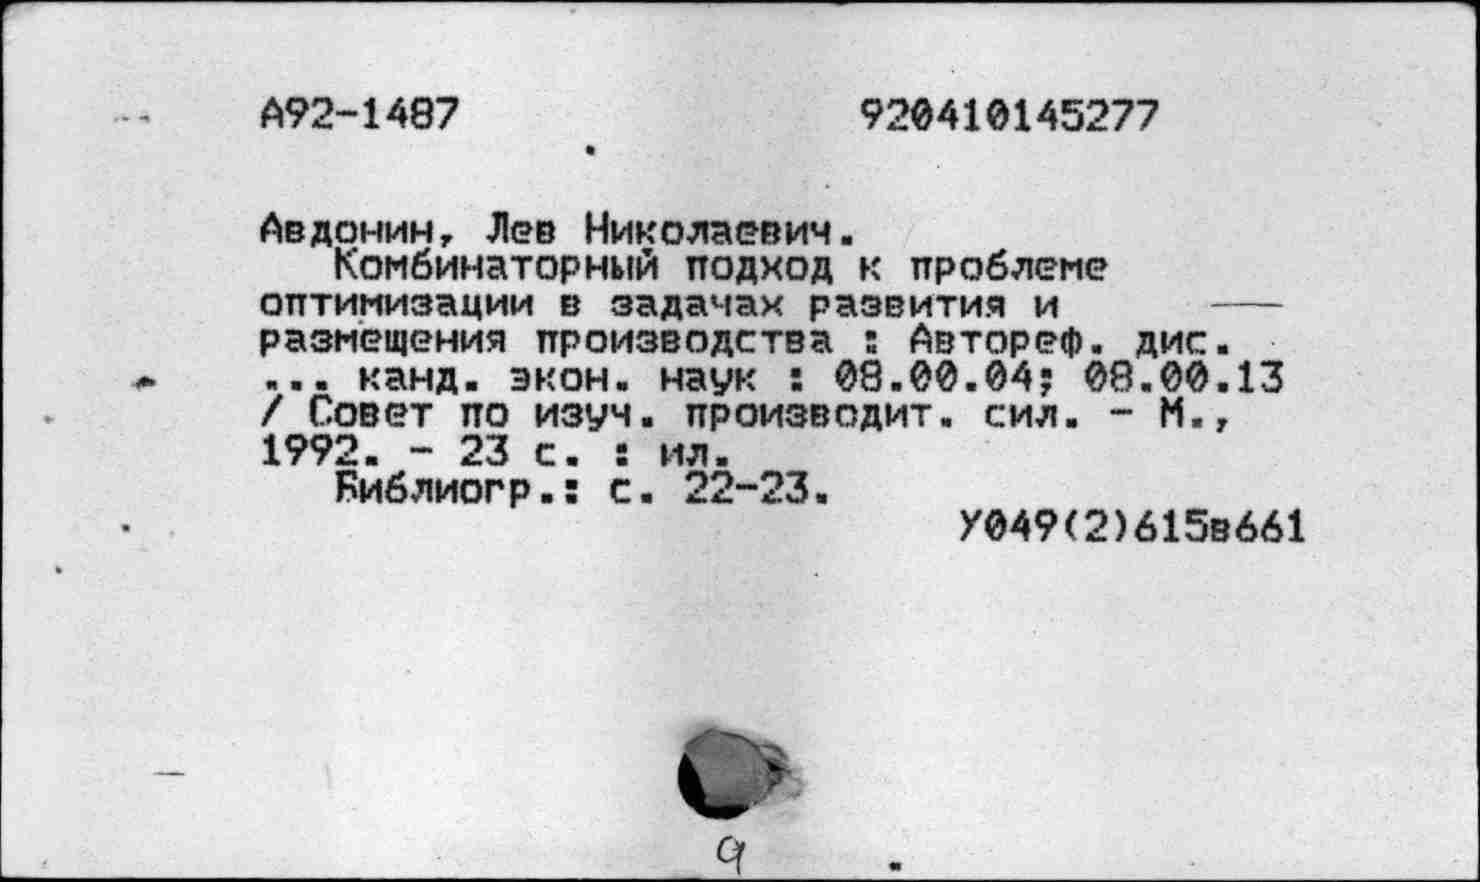 А92-1487 920410145277
Авдонин, Лев Николаевич.
Комбинаторный подход к проблеме
оптимизации в задачах развития и
размещения производства : Автореф. дис.
... канд. экон. наук : 08.00.04; 08.00.13
/ Совет по изуч. производит. сил. - М.,
1992. - 23 с. : ил.
Библиогр.: с. 22-23.
У049(2)615в661